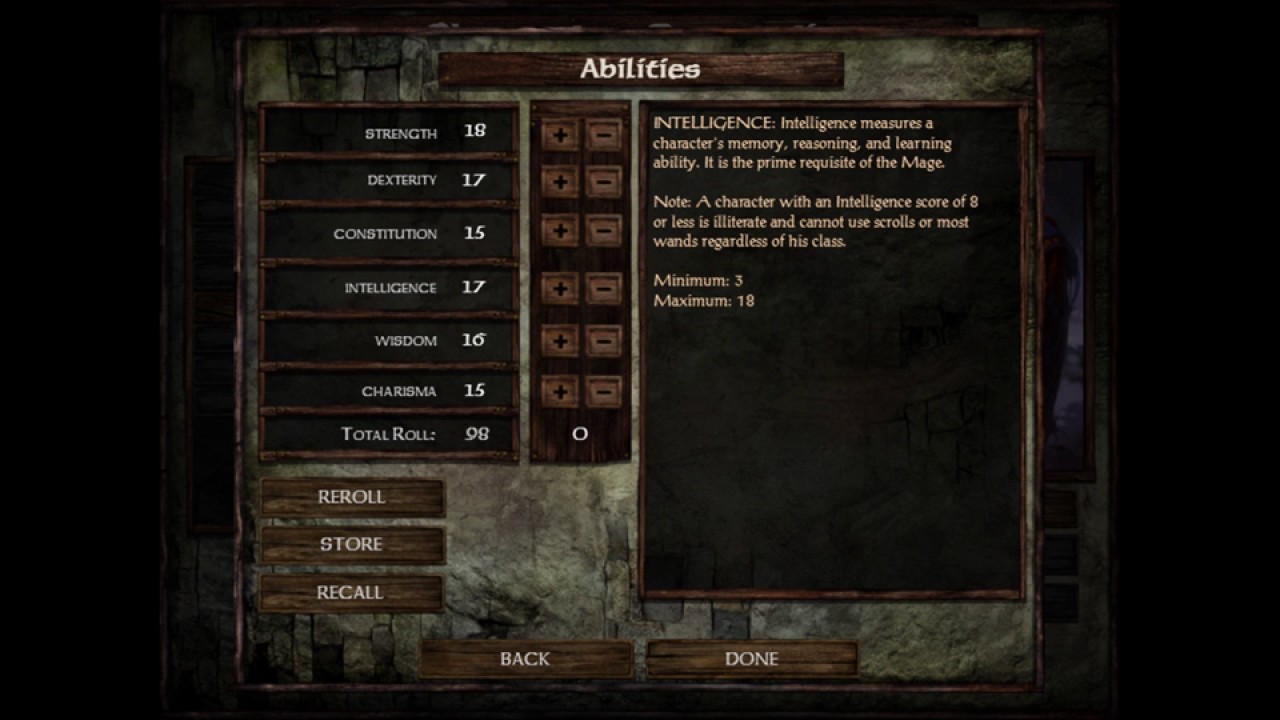 Abilities
STRENGTH 18 + -
DEXTERITY 17 + -
CONSTITUTION 15 + -
INTELLIGENCE 17 + -
WISDOM 16 + -
CHARISMA 15 + -
TOTAL ROLL: 98 0
INTELLIGENCE: Intelligence measures a
character's memory, reasoning, and learning
ability. It is the prime requisite of the Mage.
Note: A character with an Intelligence score of 8
or less is illiterate and cannot use scrolls or most
wands regardless of his class.
Minimum: 3
Maximum: 18
REROLL
STORE
RECALL
BACK DONE